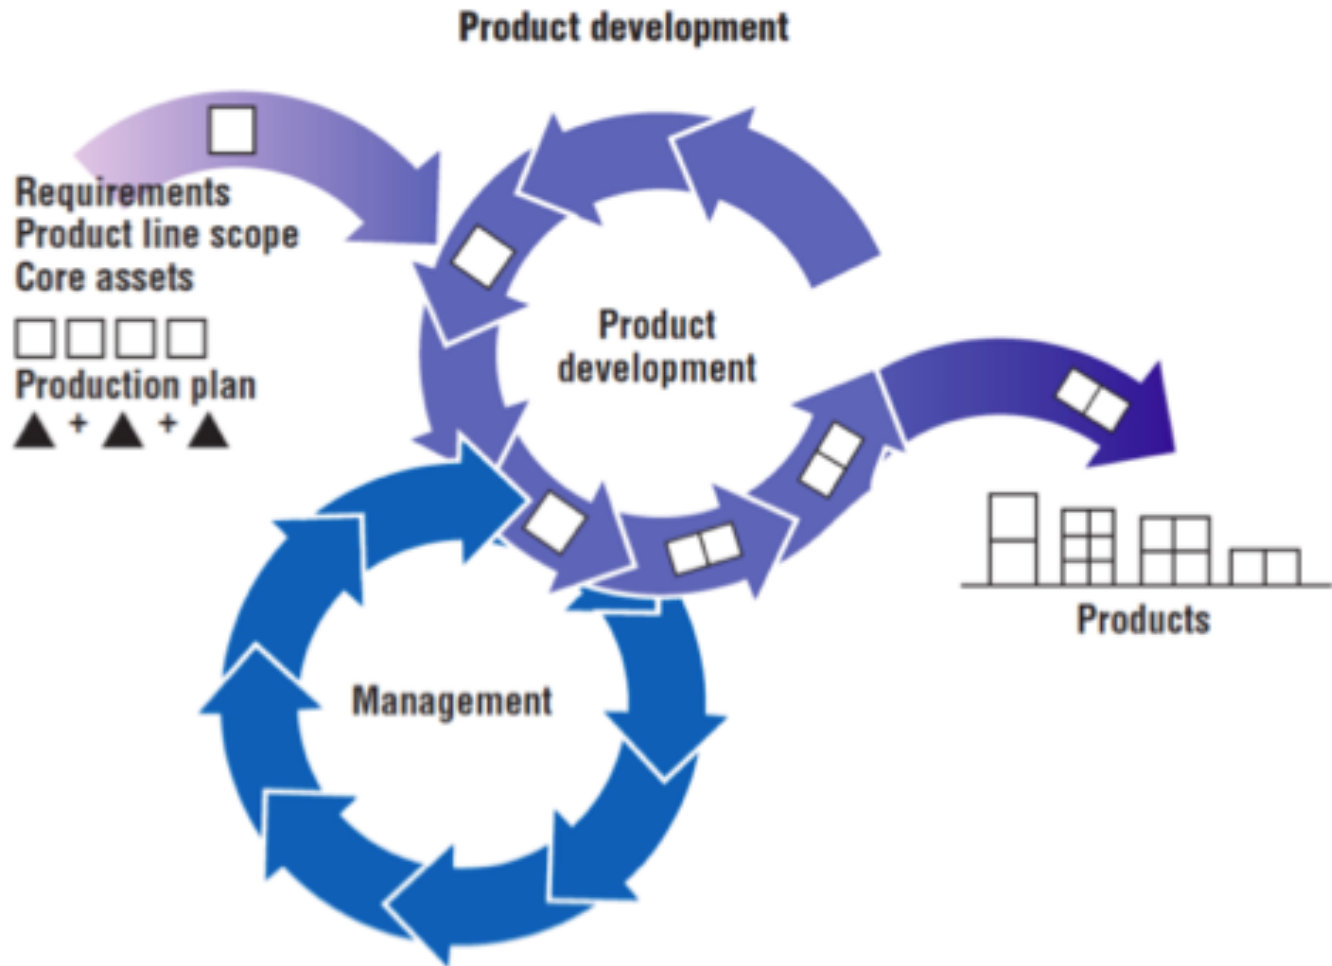 Product development
Requirements
Product line scope
Core assets
Production plan
+ +
Product
development
Products
Management